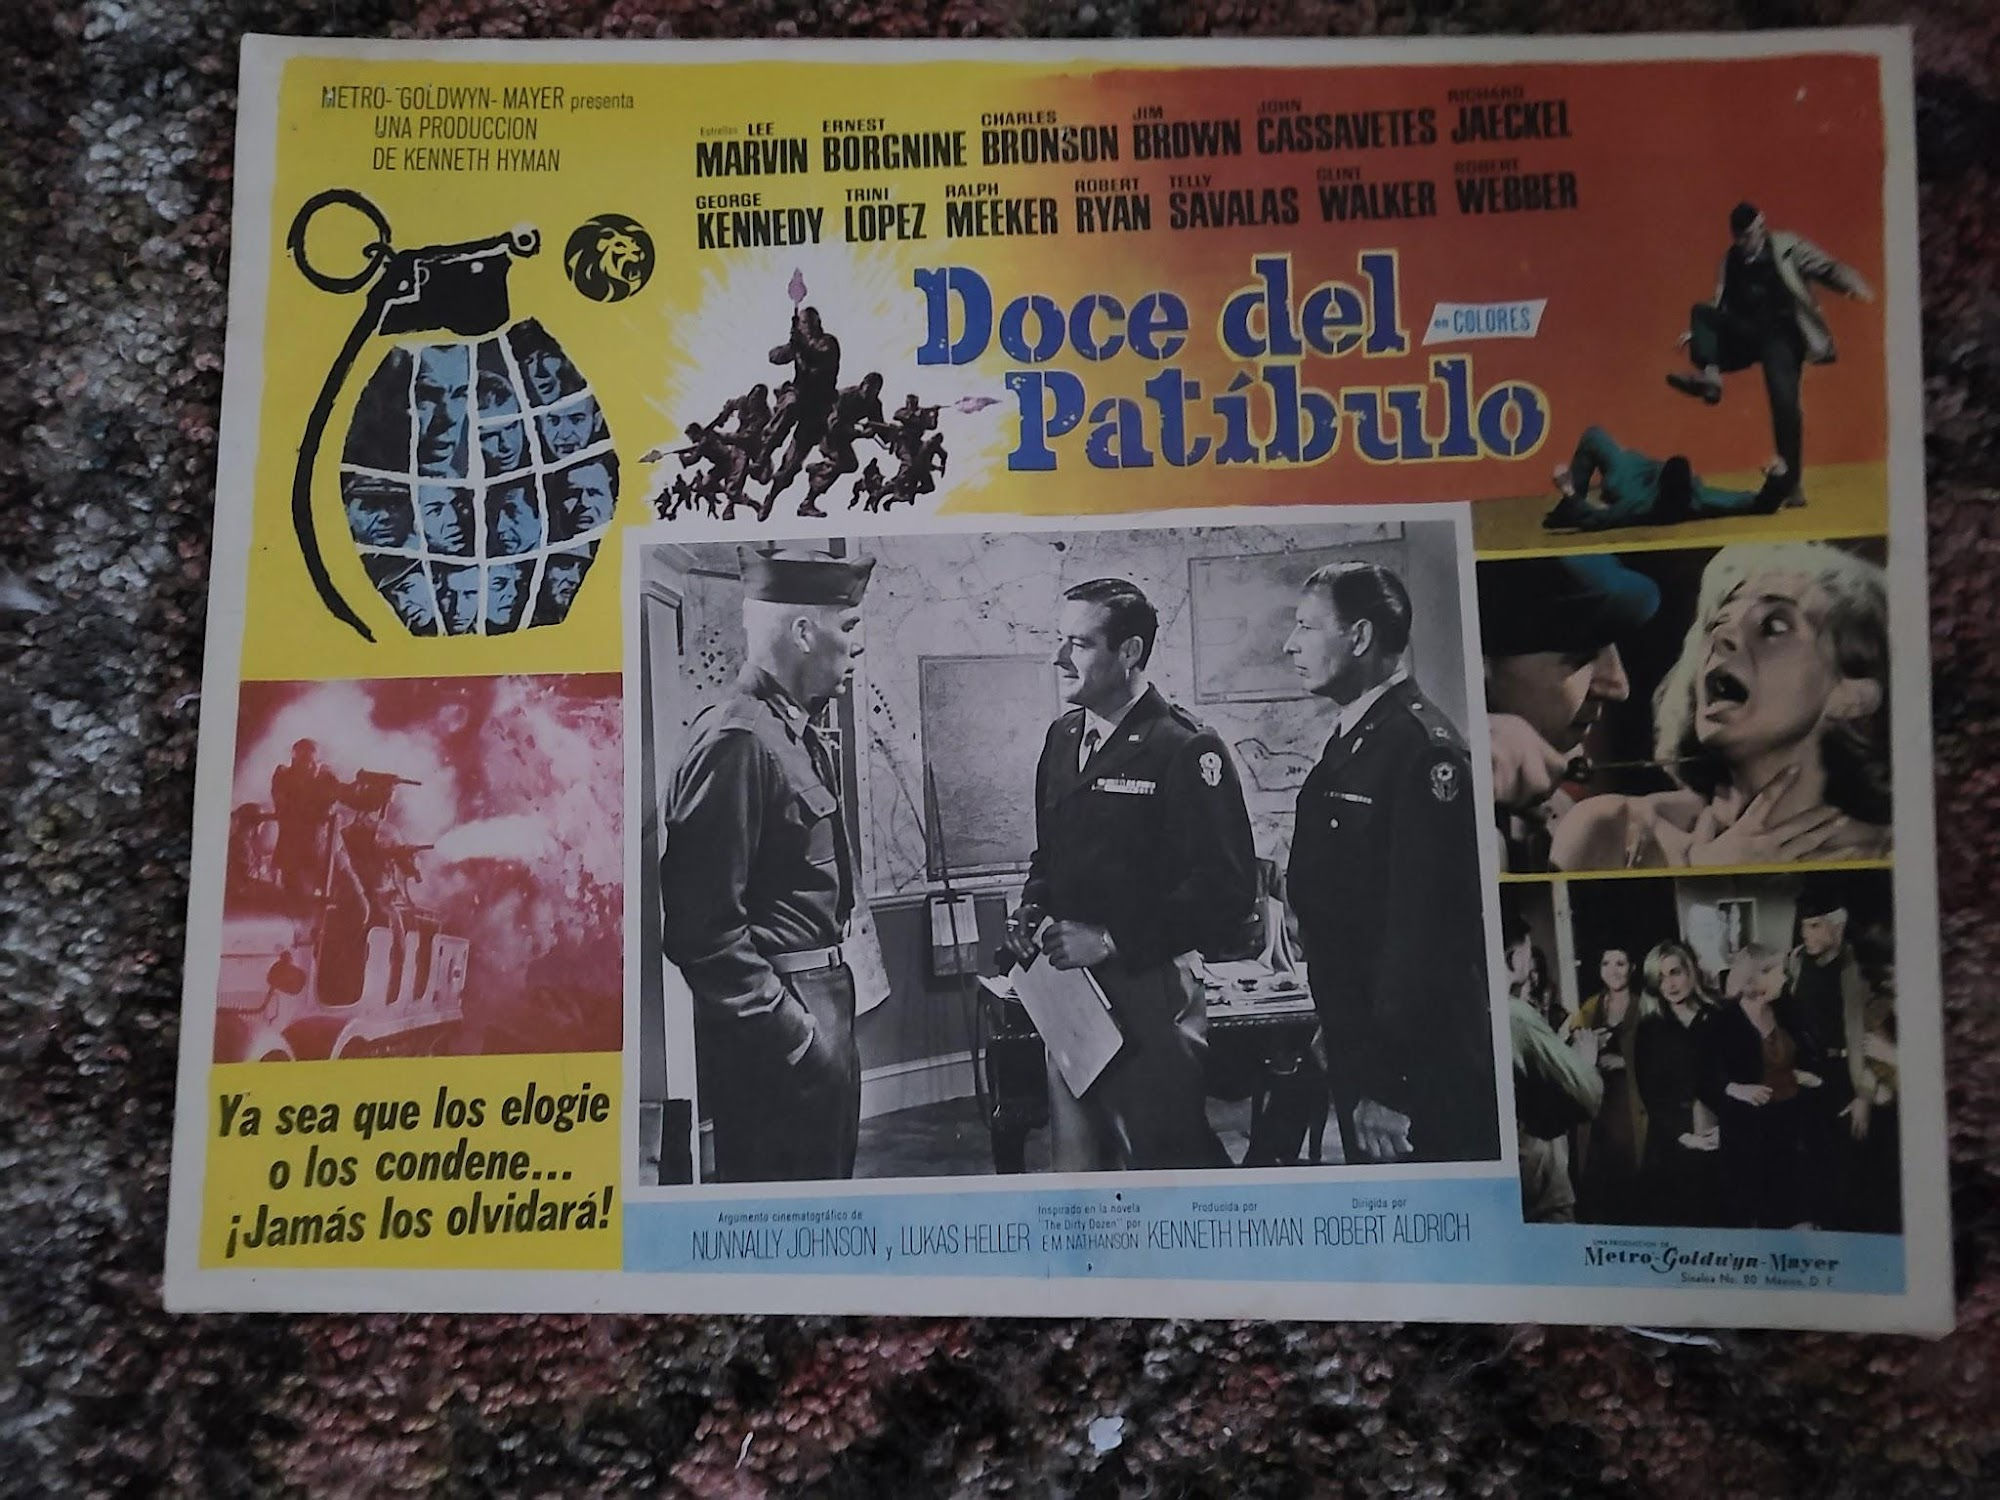 METRO-GOLDWYN-MAYER presenta
UNA PRODUCCION
DE KENNETH HYMAN
Estrellas LEE MARVIN ERNEST BORGNINE CHARLES BRONSON JIM BROWN JOHN CASSAVETES RICHARD JAECKEL
GEORGE KENNEDY TRINI LOPEZ RALPH MEEKER ROBERT RYAN TELLY SAVALAS CLINT WALKER ROBERT WEBBER
Doce del
en COLORES
Patíbulo
Ya sea que los elogie
o los condene...
¡Jamás los olvidará!
Argumento cinematográfico de
NUNNALLY JOHNSON y LUKAS HELLER
Inspirado en la novela
"The Dirty Dozen" por
E M NATHANSON
Producida por
KENNETH HYMAN
Dirigida por
ROBERT ALDRICH
UNA PRODUCCION DE
Metro-Goldwyn-Mayer
Sinaloa No. 20 México, D. F.